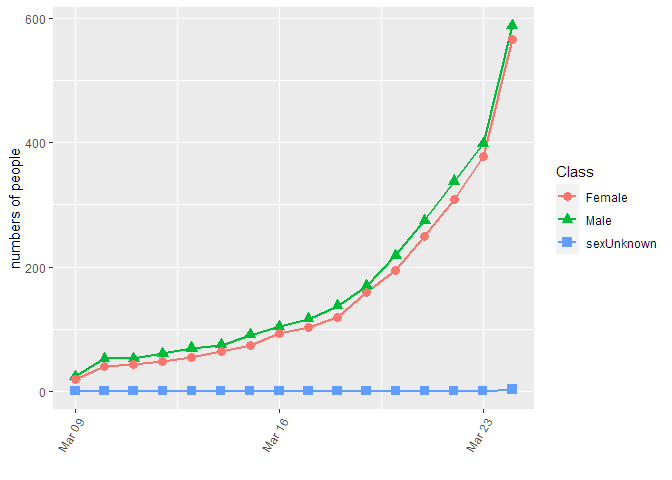 600
400
200
0
numbers of people
Mar 09
Mar 16
Mar 23
Class
Female
Male
sexUnknown